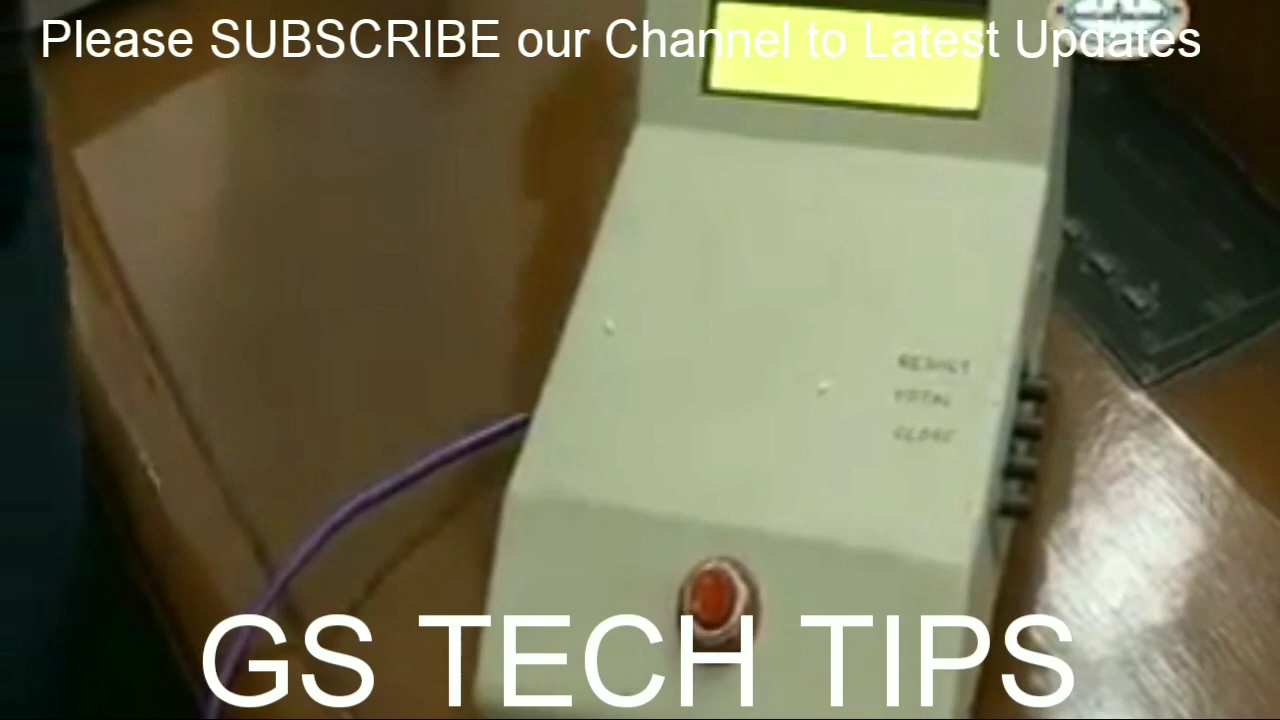 Please SUBSCRIBE our Channel to Latest Updates
RESULT
TOTAL
CLOSE
GS TECH TIPS